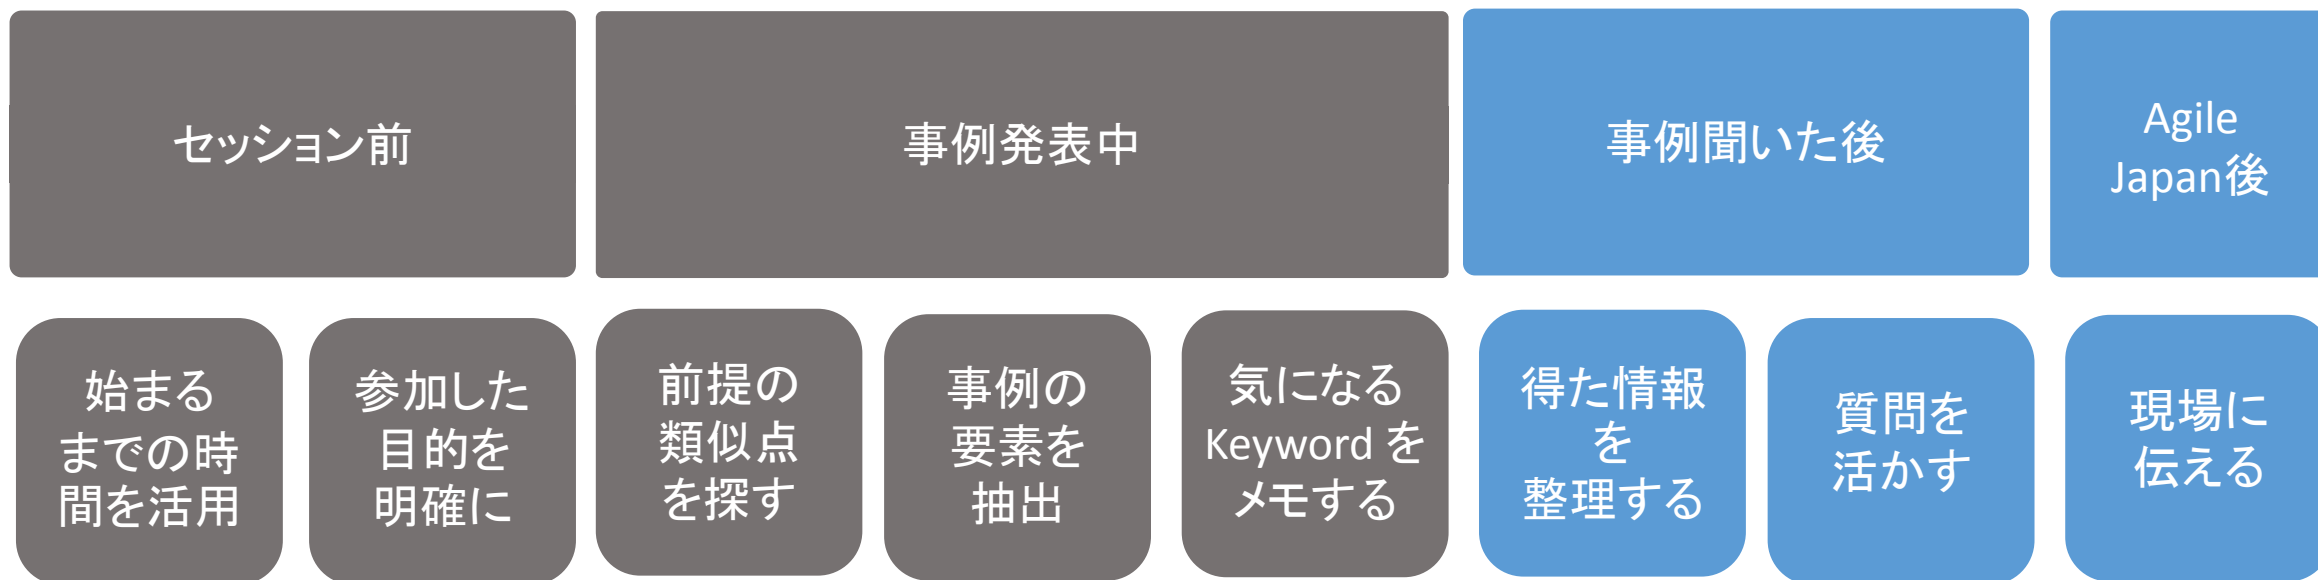 セッション前
事例発表中
事例聞いた後
Agile
Japan後
始まる
までの時
間を活用
参加した
目的を
明確に
前提の
類似点
を探す
事例の
要素を
抽出
気になる
Keyword を
メモする
得た情報
を
整理する
質問を
活かす
現場に
伝える